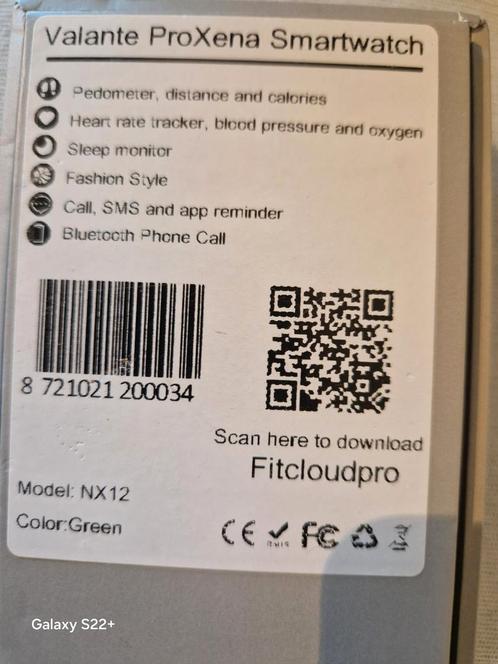 Valante ProXena Smartwatch
Pedometer, distance and calories
Heart rate tracker, blood pressure and oxygen
Sleep monitor
Fashion Style
Call, SMS and app reminder
Bluetooth Phone Call
8 721021 200034
Scan here to download
Fitcloudpro
Model: NX12
Color:Green
CE RoHS FC
Galaxy S22+